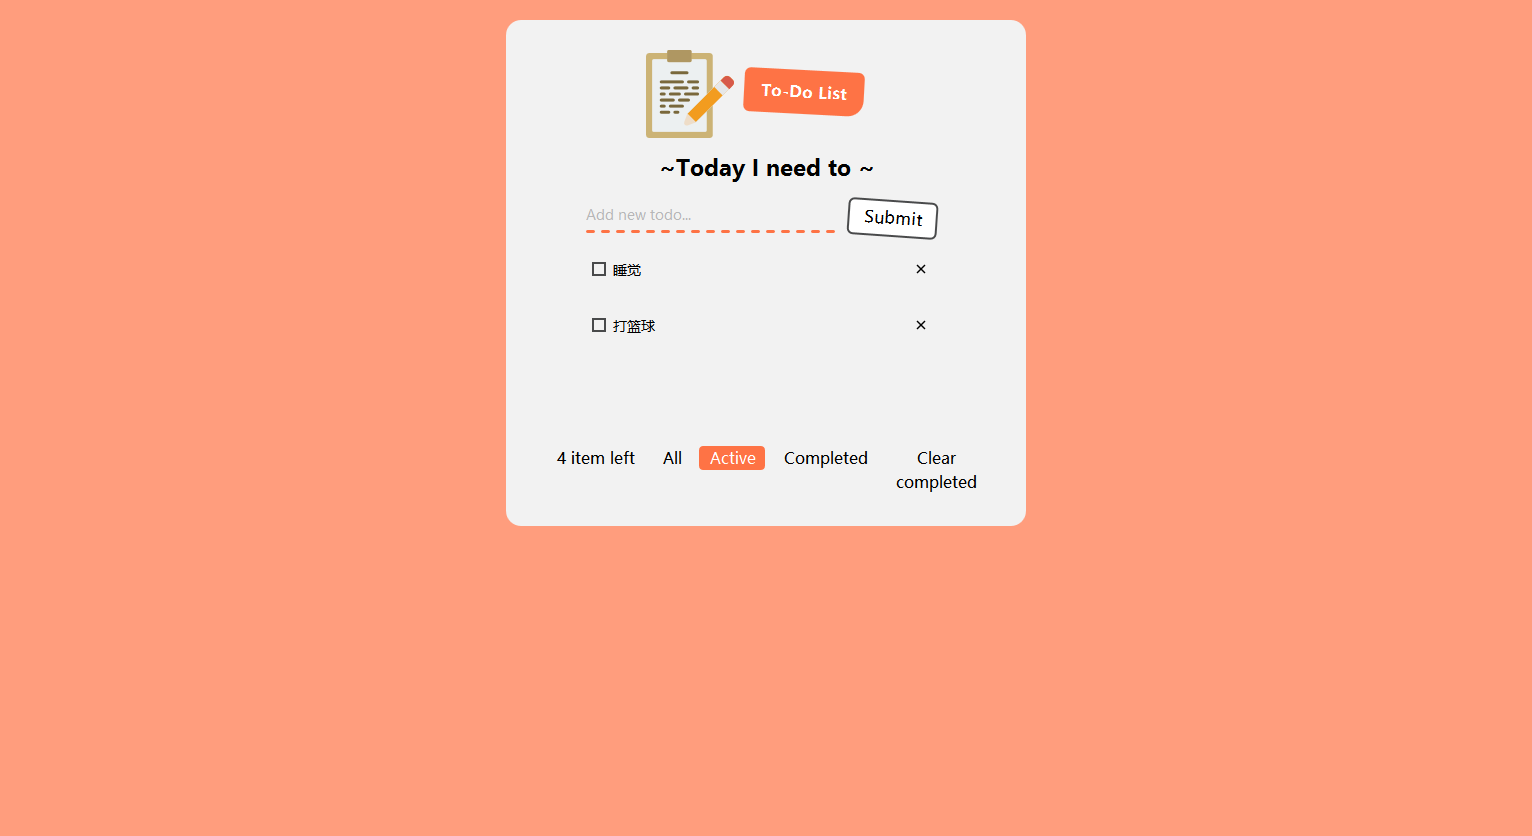 To-Do List
~Today I need to ~
Add new todo...
Submit
睡觉
×
打篮球
×
4 item left
All
Active
Completed
Clear
completed